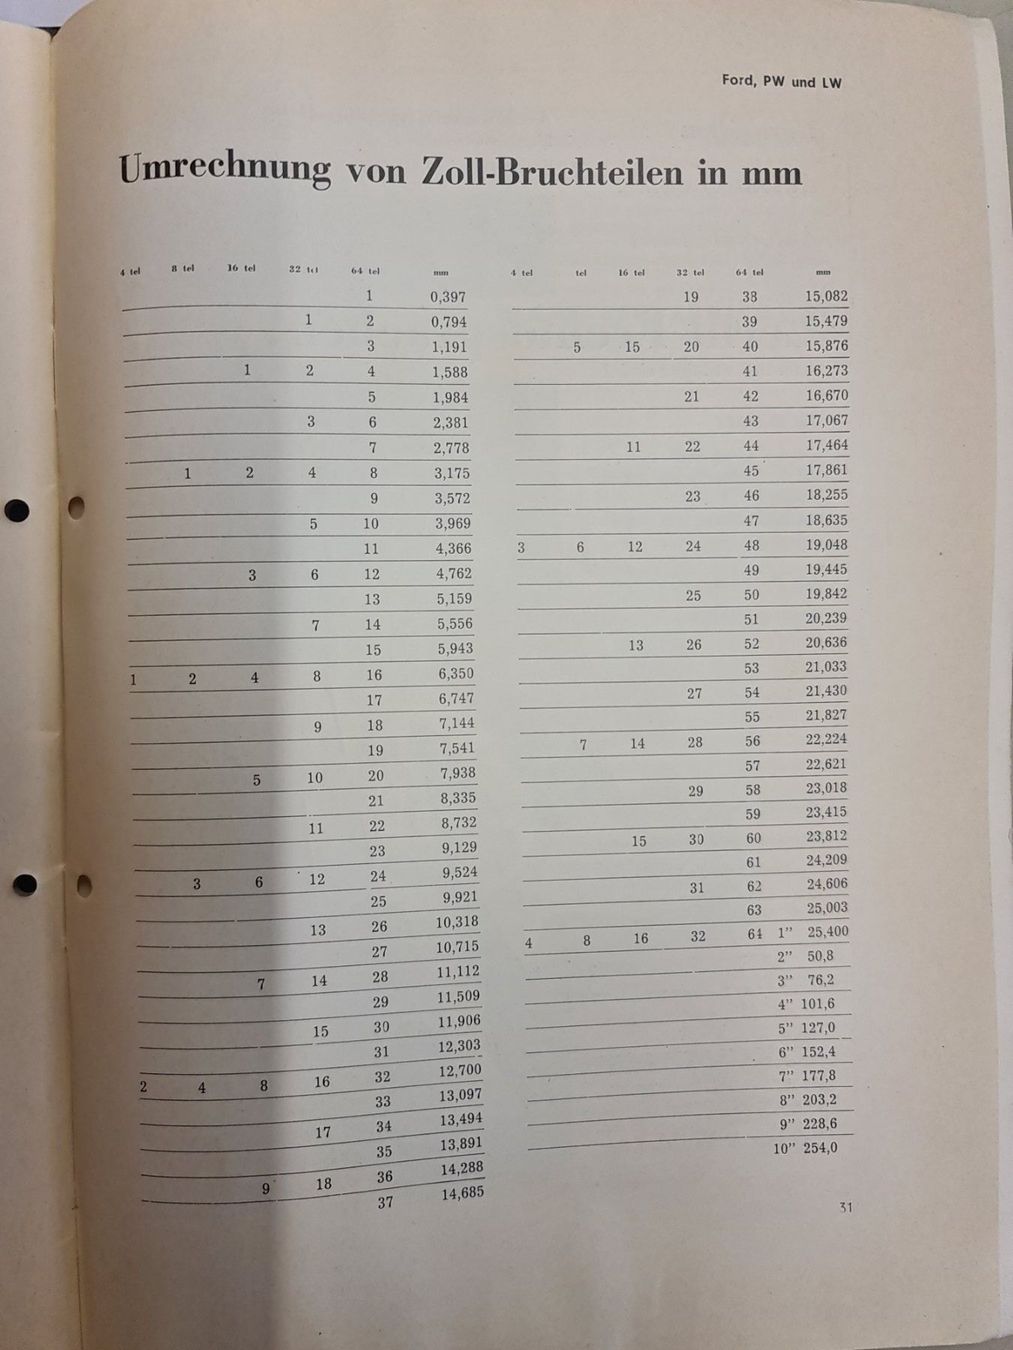 Ford, PW und LW
Umrechnung von Zoll-Bruchteilen in mm
4 tel 8 tel 16 tel 32 tel 64 tel mm
1 0,397
1 2 0,794
3 1,191
1 2 4 1,588
5 1,984
3 6 2,381
7 2,778
1 2 4 8 3,175
9 3,572
5 10 3,969
11 4,366
3 6 12 4,762
13 5,159
7 14 5,556
15 5,943
1 2 4 8 16 6,350
17 6,747
9 18 7,144
19 7,541
5 10 20 7,938
21 8,335
11 22 8,732
23 9,129
3 6 12 24 9,524
25 9,921
13 26 10,318
27 10,715
7 14 28 11,112
29 11,509
15 30 11,906
31 12,303
2 4 8 16 32 12,700
33 13,097
17 34 13,494
35 13,891
9 18 36 14,288
37 14,685
4 tel tel 16 tel 32 tel 64 tel mm
19 38 15,082
39 15,479
5 15 20 40 15,876
41 16,273
21 42 16,670
43 17,067
11 22 44 17,464
45 17,861
23 46 18,255
47 18,635
3 6 12 24 48 19,048
49 19,445
25 50 19,842
51 20,239
13 26 52 20,636
53 21,033
27 54 21,430
55 21,827
7 14 28 56 22,224
57 22,621
29 58 23,018
59 23,415
15 30 60 23,812
61 24,209
31 62 24,606
63 25,003
4 8 16 32 64 1” 25,400
2” 50,8
3” 76,2
4” 101,6
5” 127,0
6” 152,4
7” 177,8
8” 203,2
9” 228,6
10” 254,0
31